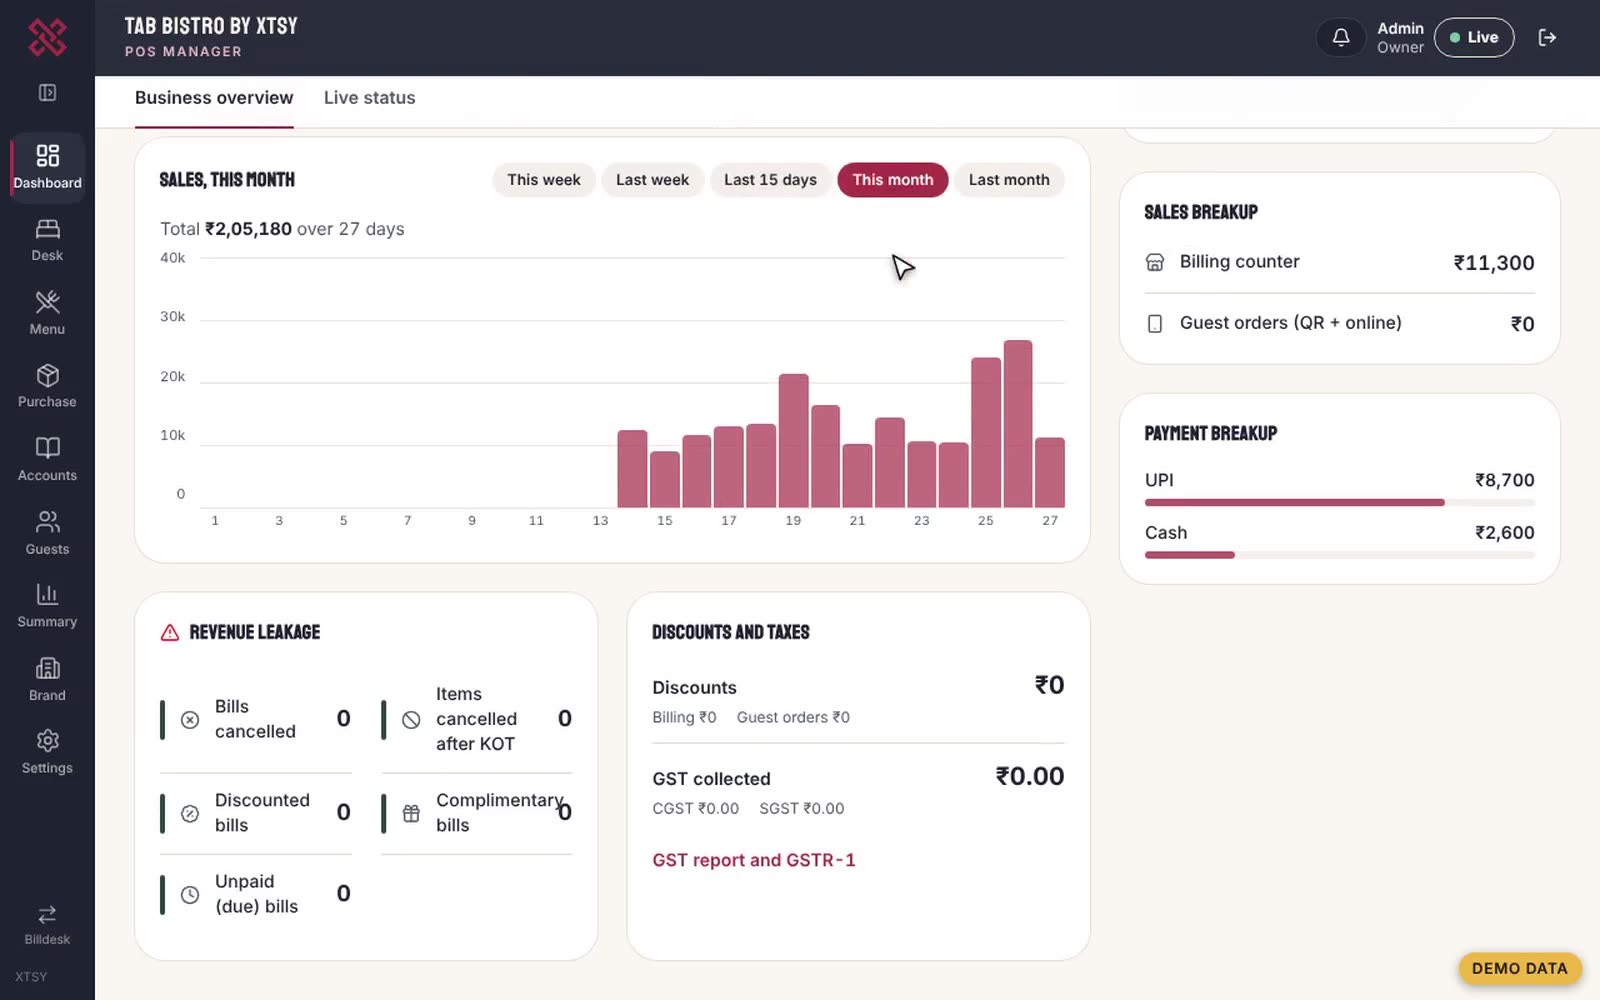 TAB BISTRO BY XTSY
POS MANAGER
Admin
Owner
Live
Business overview
Live status
Dashboard
Desk
Menu
Purchase
Accounts
Guests
Summary
Brand
Settings
Billdesk
XTSY
SALES, THIS MONTH
This week
Last week
Last 15 days
This month
Last month
Total ₹2,05,180 over 27 days
40k
30k
20k
10k
0
1 3 5 7 9 11 13 15 17 19 21 23 25 27
SALES BREAKUP
Billing counter ₹11,300
Guest orders (QR + online) ₹0
PAYMENT BREAKUP
UPI ₹8,700
Cash ₹2,600
REVENUE LEAKAGE
Bills
cancelled
0
Items
cancelled
after KOT
0
Discounted
bills
0
Complimentary
bills
0
Unpaid
(due) bills
0
DISCOUNTS AND TAXES
Discounts ₹0
Billing ₹0 Guest orders ₹0
GST collected ₹0.00
CGST ₹0.00 SGST ₹0.00
GST report and GSTR-1
DEMO DATA